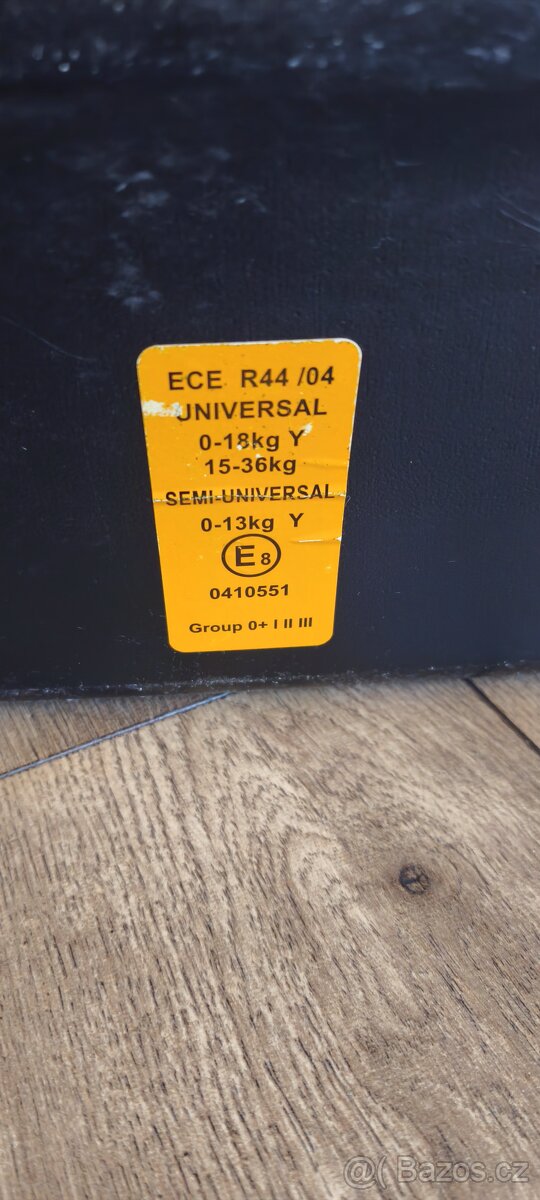 ECE R44 /04
UNIVERSAL
0-18kg Y
15-36kg
SEMI-UNIVERSAL
0-13kg Y
E 8
0410551
Group 0+ I II III
@( Bazos.cz